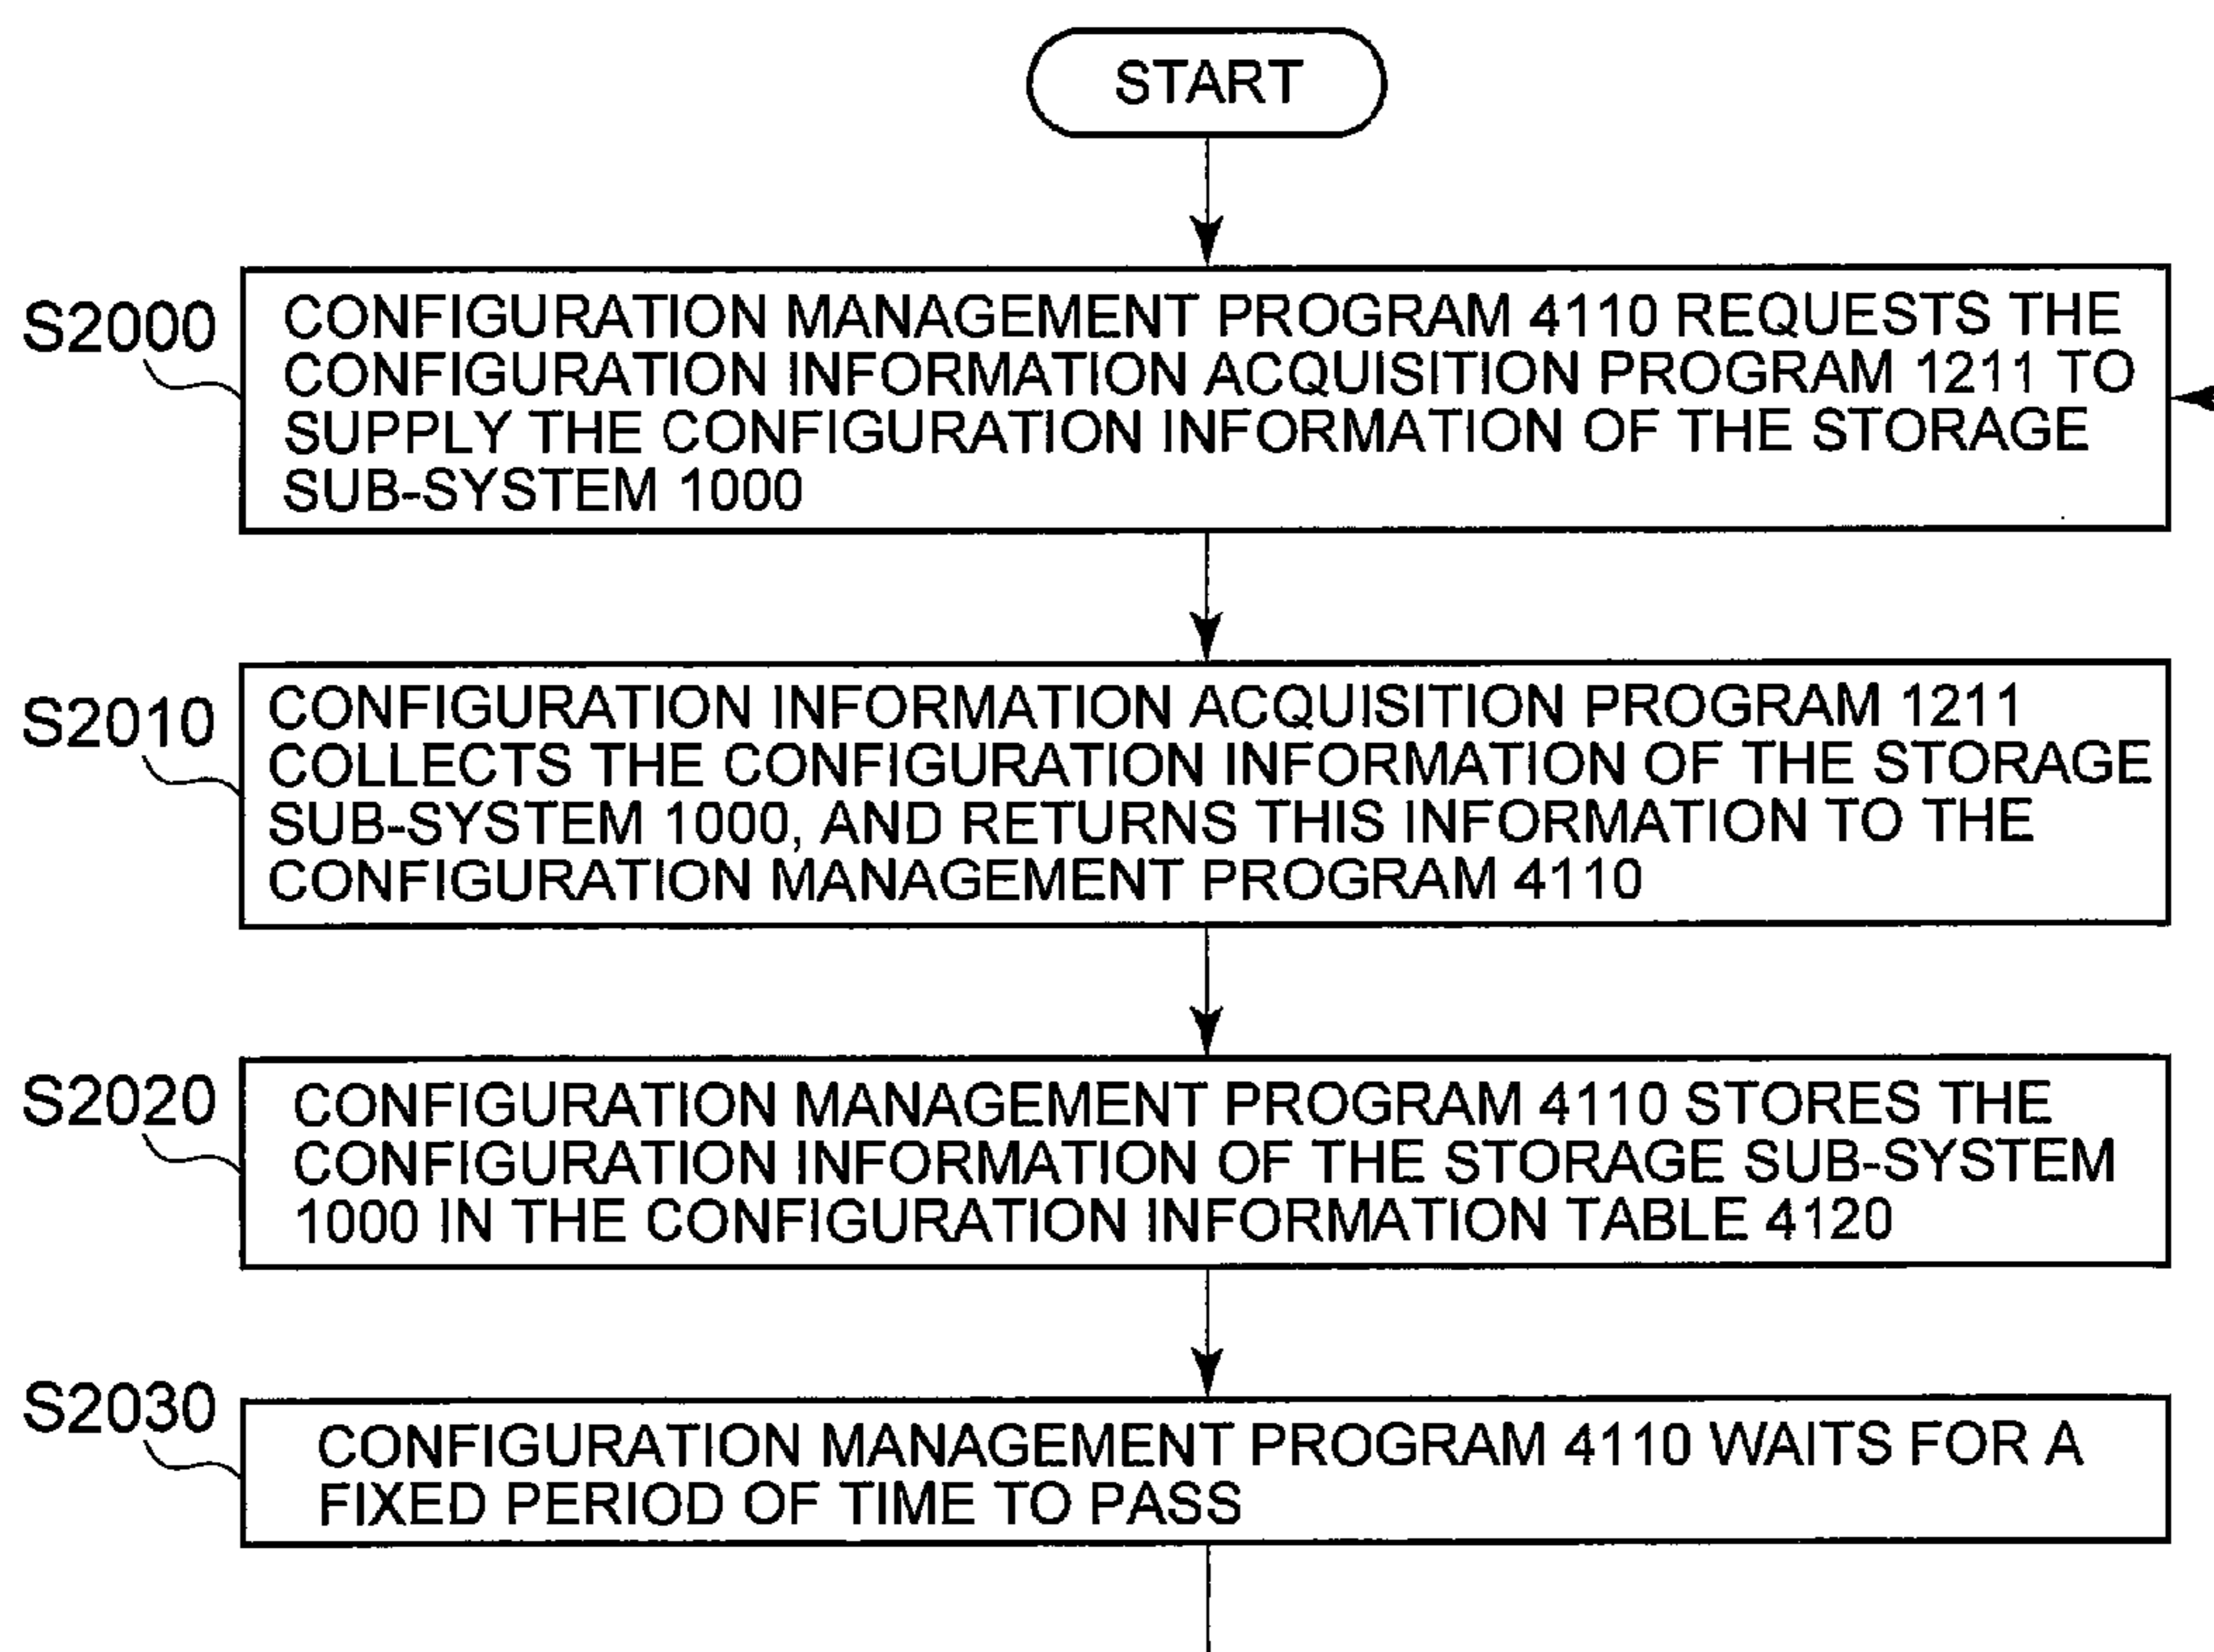 START
S2000
CONFIGURATION MANAGEMENT PROGRAM 4110 REQUESTS THE
CONFIGURATION INFORMATION ACQUISITION PROGRAM 1211 TO
SUPPLY THE CONFIGURATION INFORMATION OF THE STORAGE
SUB-SYSTEM 1000
S2010
CONFIGURATION INFORMATION ACQUISITION PROGRAM 1211
COLLECTS THE CONFIGURATION INFORMATION OF THE STORAGE
SUB-SYSTEM 1000, AND RETURNS THIS INFORMATION TO THE
CONFIGURATION MANAGEMENT PROGRAM 4110
S2020
CONFIGURATION MANAGEMENT PROGRAM 4110 STORES THE
CONFIGURATION INFORMATION OF THE STORAGE SUB-SYSTEM
1000 IN THE CONFIGURATION INFORMATION TABLE 4120
S2030
CONFIGURATION MANAGEMENT PROGRAM 4110 WAITS FOR A
FIXED PERIOD OF TIME TO PASS